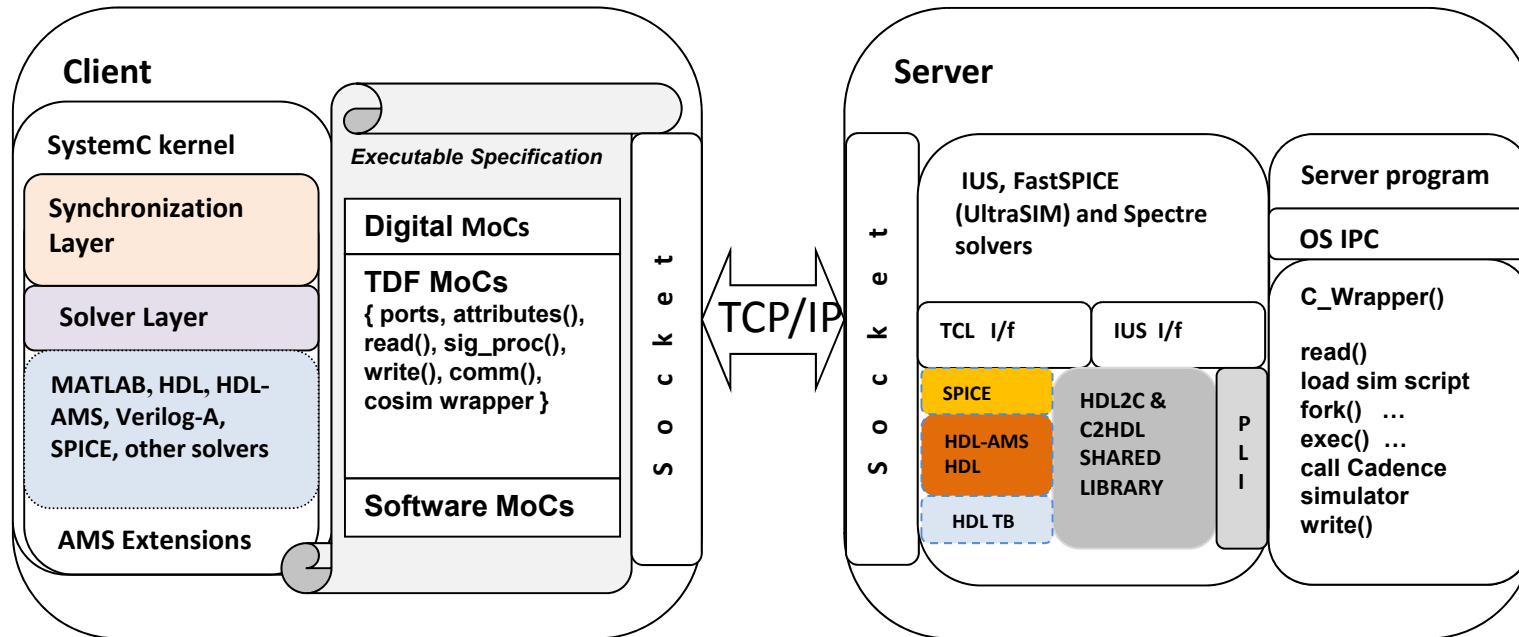 Client
SystemC kernel
Synchronization
Layer
Solver Layer
MATLAB, HDL, HDL-
AMS, Verilog-A,
SPICE, other solvers
AMS Extensions
Executable Specification
Digital MoCs
TDF MoCs
{ ports, attributes(),
read(), sig_proc(),
write(), comm(),
cosim wrapper }
Software MoCs
Socket
TCP/IP
Server
Socket
IUS, FastSPICE
(UltraSIM) and Spectre
solvers
TCL I/f
IUS I/f
SPICE
HDL-AMS
HDL
HDL TB
HDL2C &
C2HDL
SHARED
LIBRARY
PLI
Server program
OS IPC
C_Wrapper()
read()
load sim script
fork() ...
exec() ...
call Cadence
simulator
write()